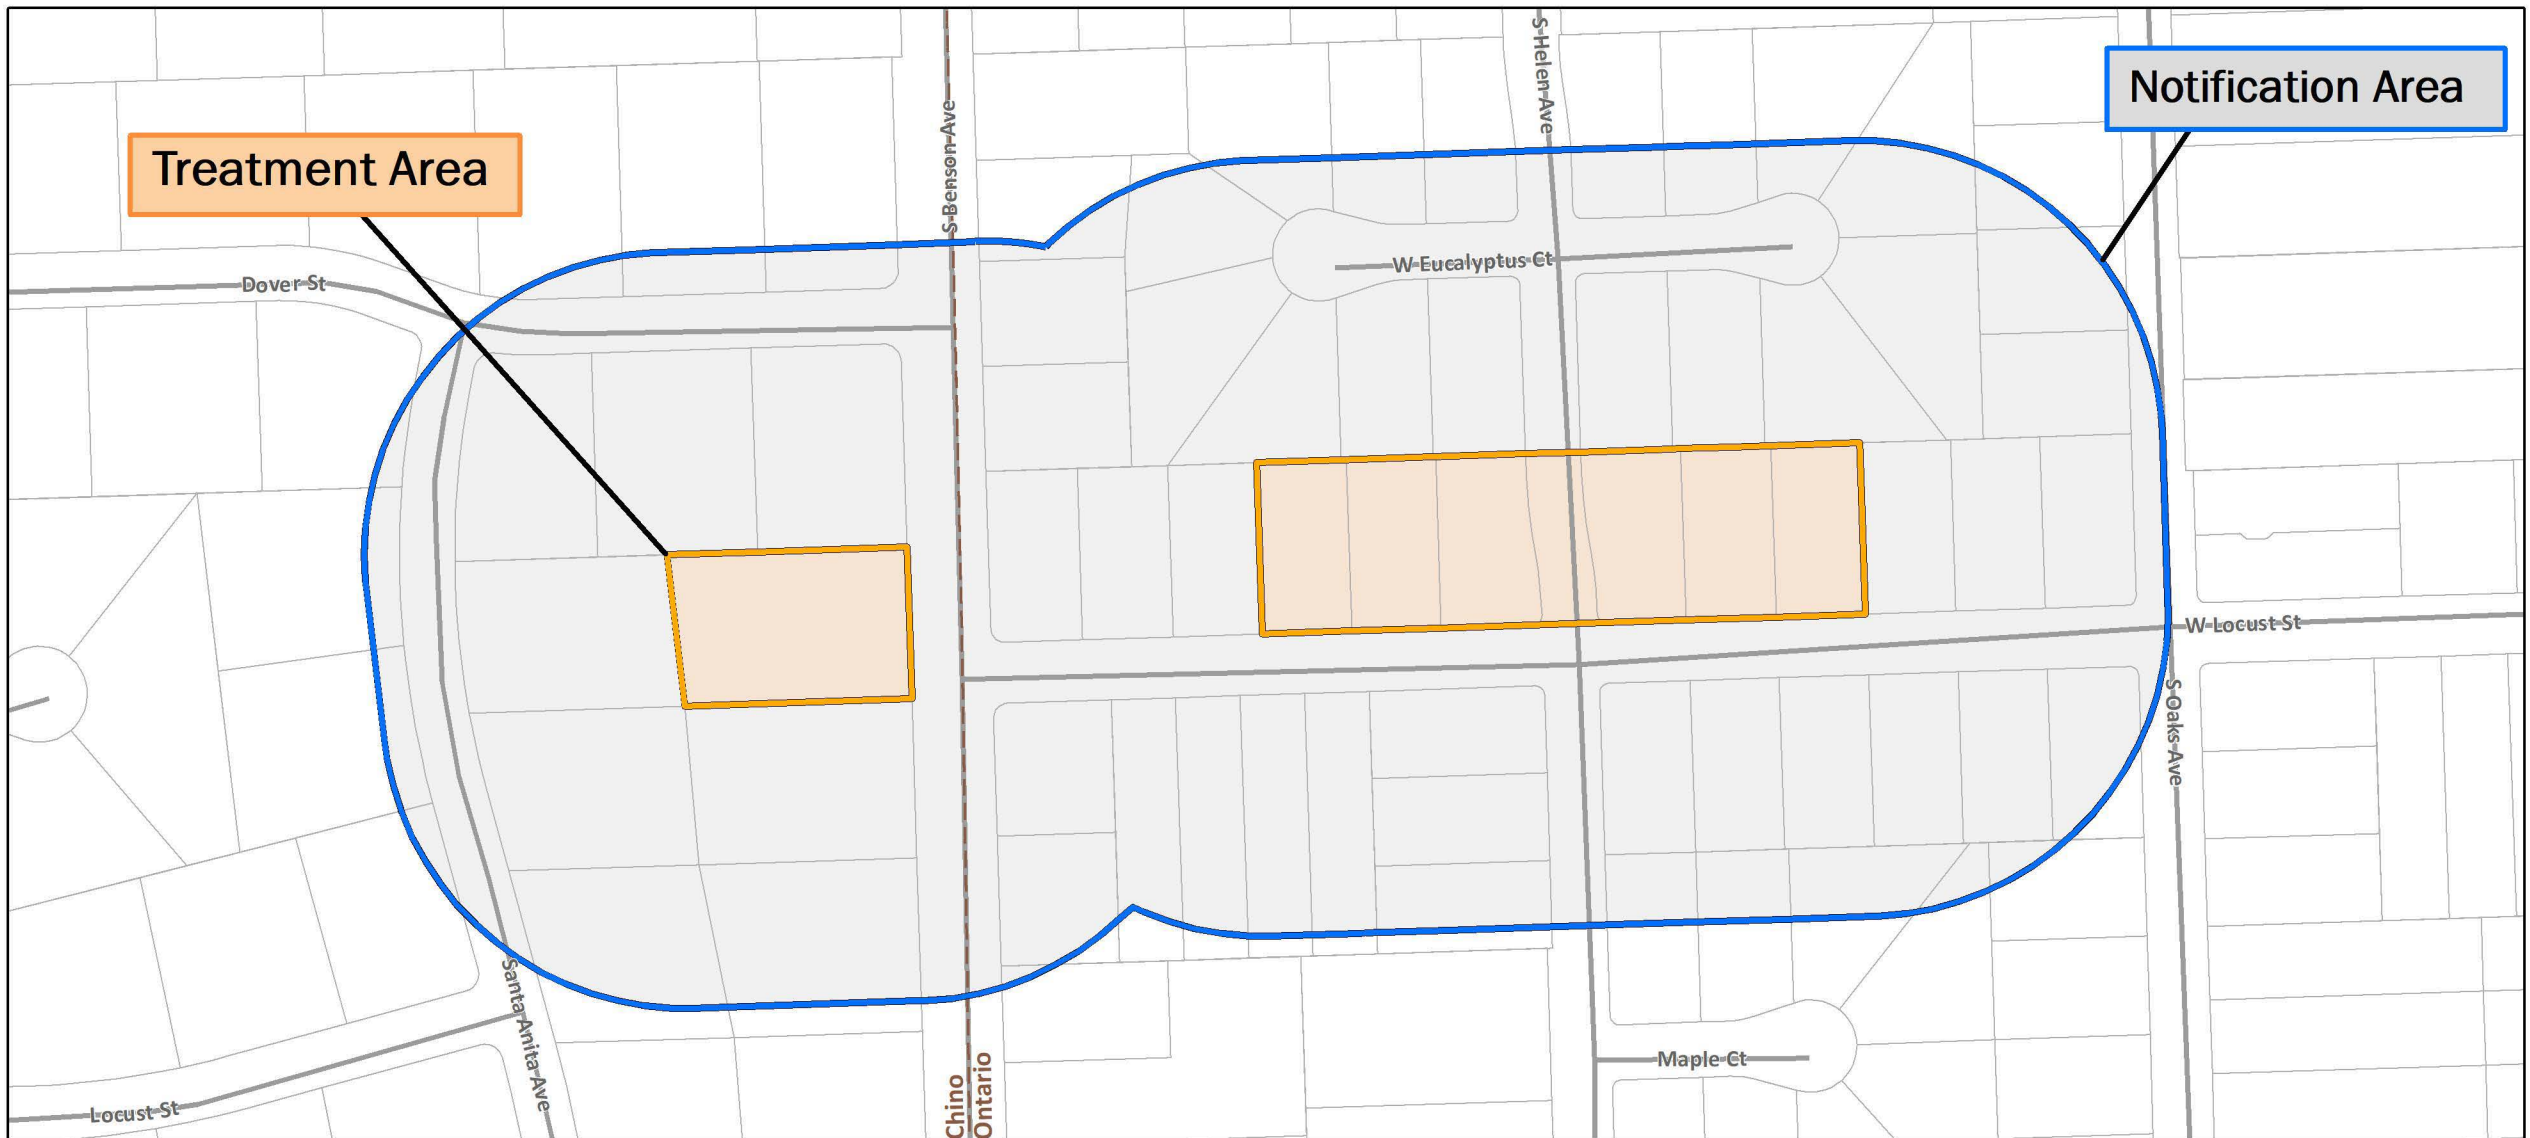 S Helen Ave
Notification Area
S Benson Ave
Treatment Area
W Eucalyptus Ct
Dover St
W Locust St
S Oaks Ave
Santa Anita Ave
Maple Ct
Chino
Ontario
Locust St